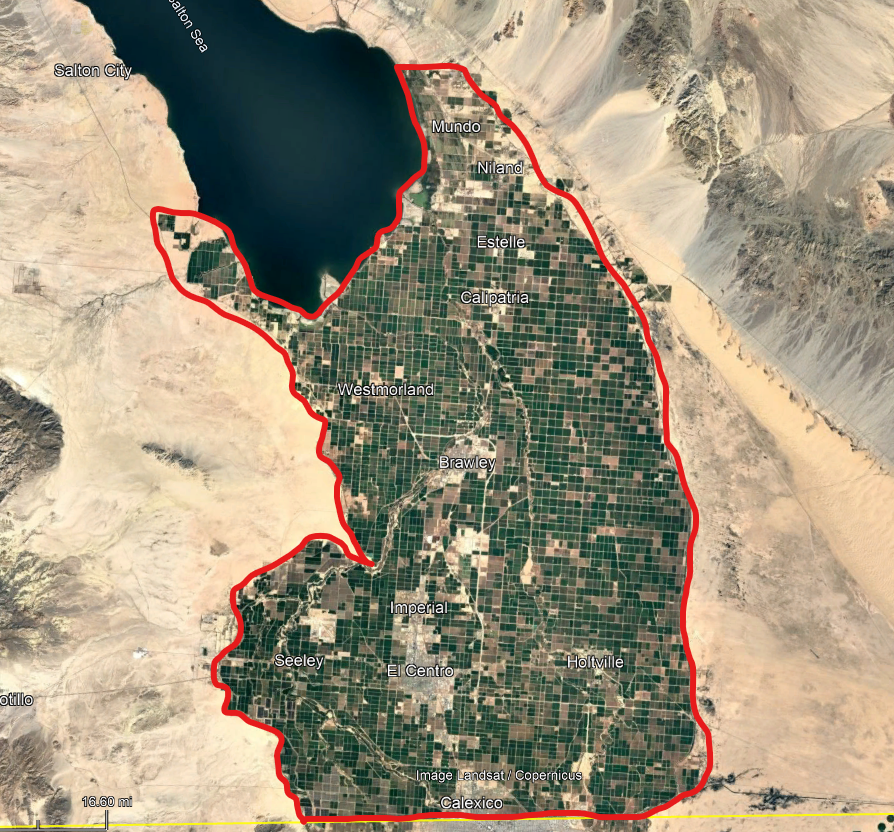 Salton Sea
Salton City
Mundo
Niland
Estelle
Calipatria
Westmorland
Brawley
Imperial
Seeley
El Centro
Holtville
otillo
Image Landsat / Copernicus
16.60 mi
Calexico